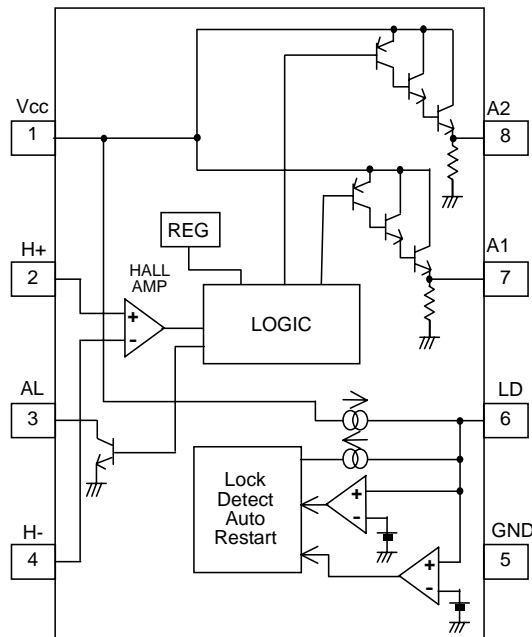 Vcc
1
A2
8
REG
H+
2
HALL
AMP
+
-
LOGIC
A1
7
AL
3
LD
6
Lock
Detect
Auto
Restart
+
-
H-
4
+
-
GND
5